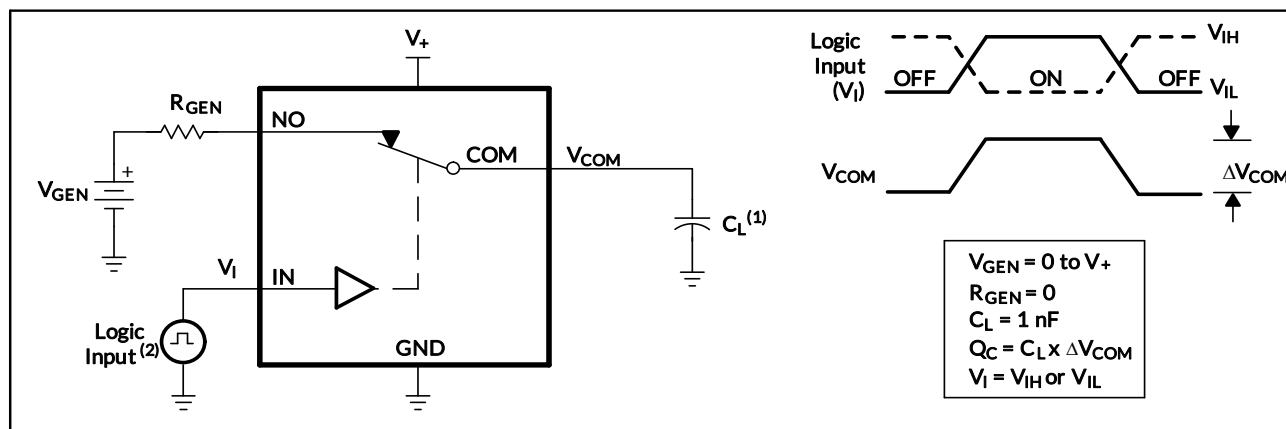 V+
RGEN
NO
COM
VCOM
VGEN
+
CL(1)
VI
IN
Logic
Input(2)
GND
Logic
Input
(VI)
OFF
ON
OFF
VIH
VIL
VCOM
ΔVCOM
VGEN = 0 to V+
RGEN = 0
CL = 1 nF
QC = CL x ΔVCOM
VI = VIH or VIL